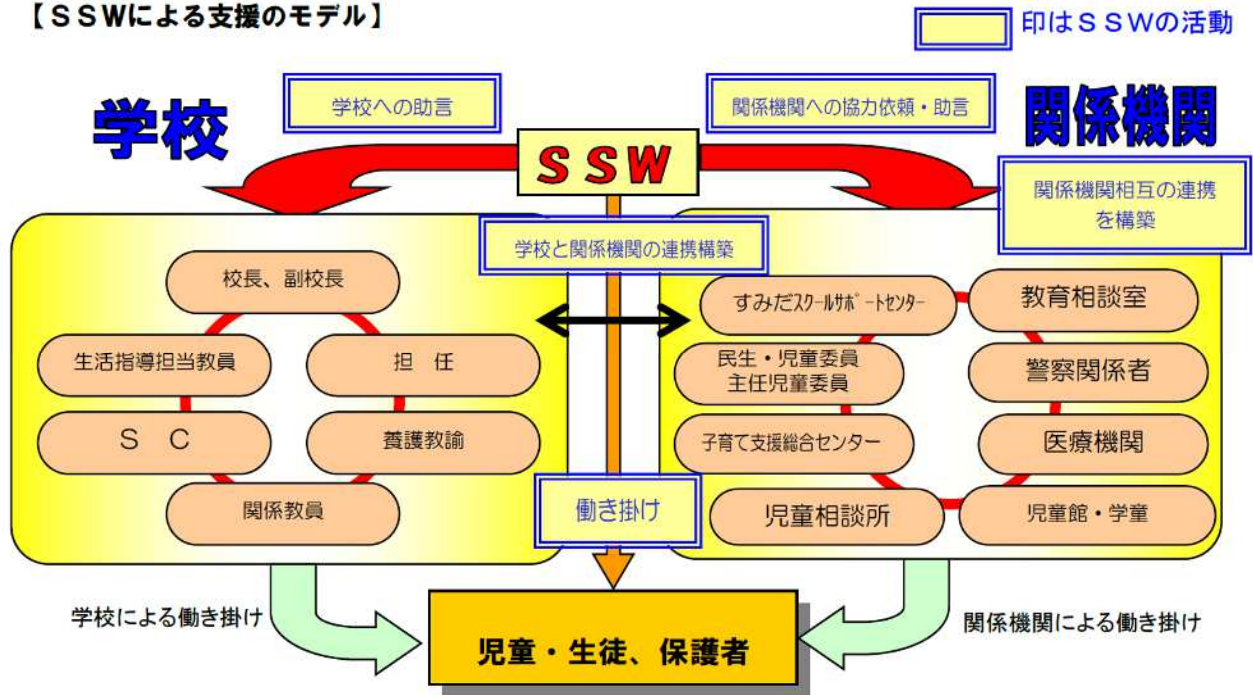 【ＳＳＷによる支援のモデル】
印はＳＳＷの活動
学校
学校への助言
関係機関への協力依頼・助言
関係機関
ＳＳＷ
関係機関相互の連携
を構築
学校と関係機関の連携構築
校長、副校長
生活指導担当教員
担　任
Ｓ　Ｃ
養護教諭
関係教員
すみだｽｸｰﾙｻﾎﾟｰﾄｾﾝﾀｰ
教育相談室
民生・児童委員
主任児童委員
警察関係者
子育て支援総合センター
医療機関
児童相談所
児童館・学童
働き掛け
学校による働き掛け
関係機関による働き掛け
児童・生徒、保護者